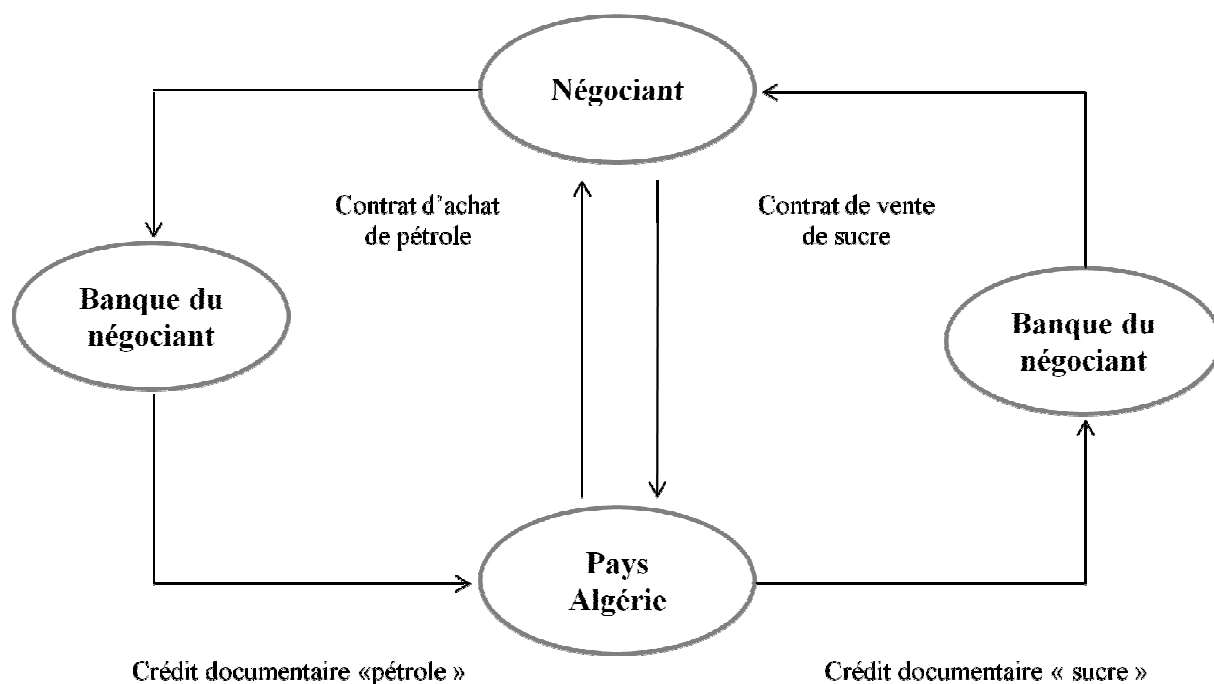 Négociant
Contrat d'achat
de pétrole
Contrat de vente
de sucre
Banque du
négociant
Banque du
négociant
Pays
Algérie
Crédit documentaire «pétrole »
Crédit documentaire « sucre »